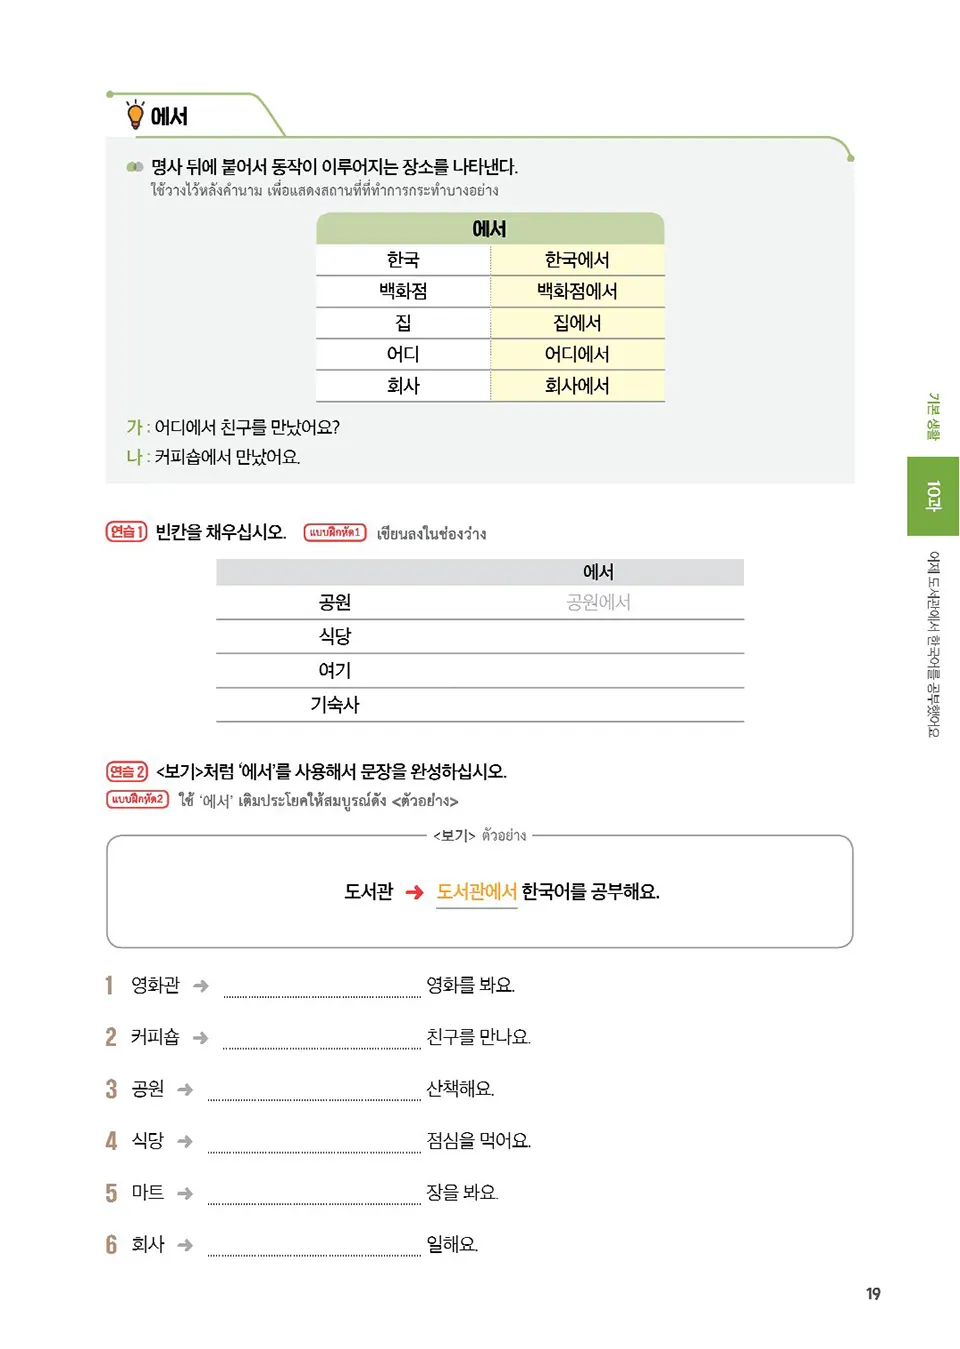 에서
명사 뒤에 붙어서 동작이 이루어지는 장소를 나타낸다.
ใช้วางไว้หลังคำนาม เพื่อแสดงสถานที่ที่ทำการกระทำบางอย่าง
에서
한국 한국에서
백화점 백화점에서
집 집에서
어디 어디에서
회사 회사에서
가 : 어디에서 친구를 만났어요?
나 : 커피숍에서 만났어요.
연습 1 빈칸을 채우십시오. แบบฝึกหัด1 เขียนลงในช่องว่าง
에서
공원 공원에서
식당
여기
기숙사
연습 2 <보기>처럼 ‘에서’를 사용해서 문장을 완성하십시오.
แบบฝึกหัด2 ใช้ ‘에서’ เติมประโยคให้สมบูรณ์ดัง <ตัวอย่าง>
<보기> ตัวอย่าง
도서관 ➔ 도서관에서 한국어를 공부해요.
1 영화관 ➔ 영화를 봐요.
2 커피숍 ➔ 친구를 만나요.
3 공원 ➔ 산책해요.
4 식당 ➔ 점심을 먹어요.
5 마트 ➔ 장을 봐요.
6 회사 ➔ 일해요.
기본 생활
10과
어제 도서관에서 한국어를 공부했어요
19